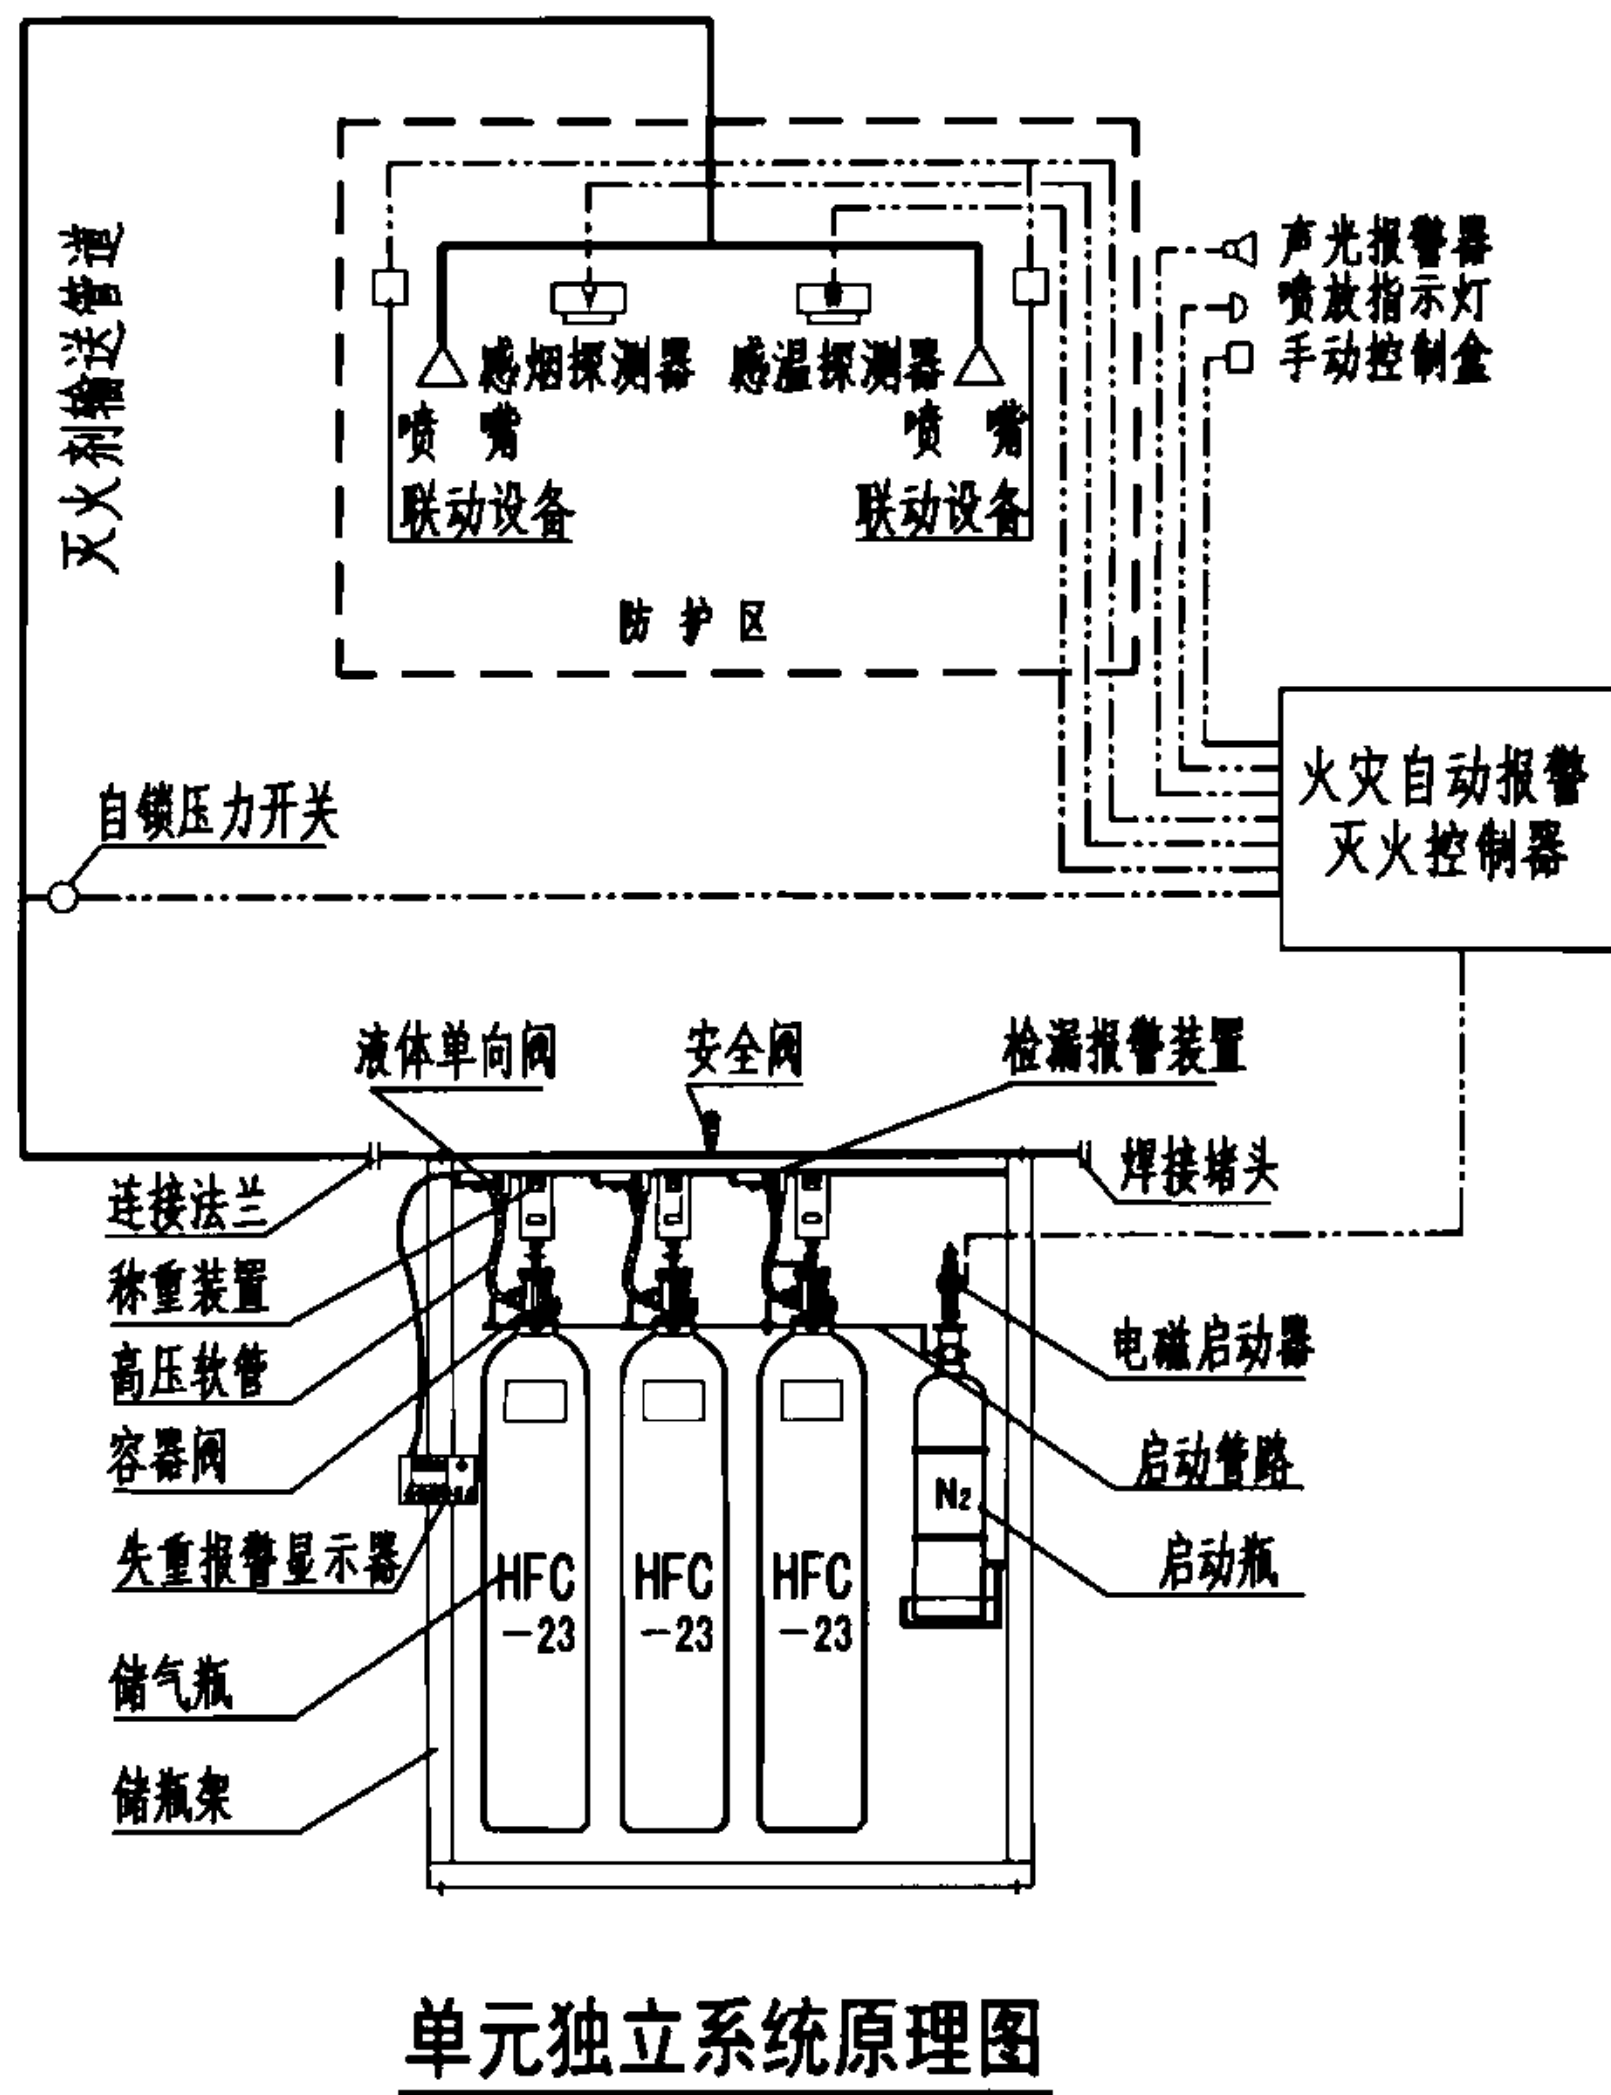 灭火剂输送管道
声光报警器
喷放指示灯
手动控制盒
感烟探测器
感温探测器
喷 嘴
喷 嘴
联动设备
联动设备
防 护 区
火灾自动报警
灭火控制器
自锁压力开关
液体单向阀
安全阀
检漏报警装置
连接法兰
焊接堵头
称重装置
高压软管
电磁启动器
容器阀
启动管路
N2
失重报警显示器
启动瓶
HFC
-23
HFC
-23
HFC
-23
储气瓶
储瓶架
单元独立系统原理图